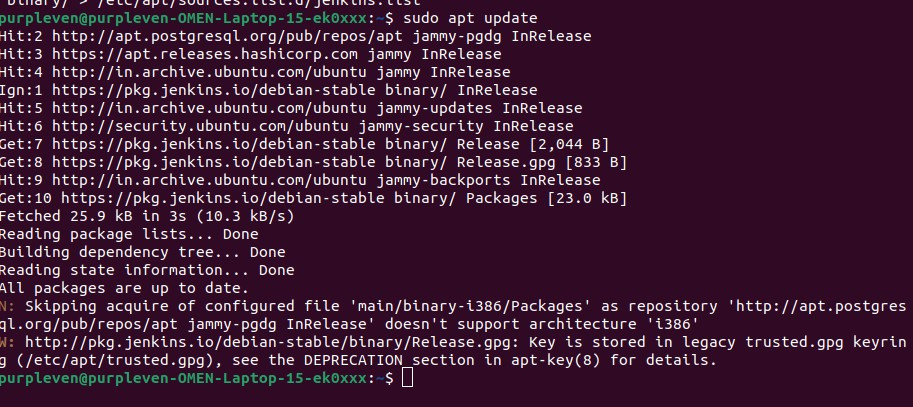 binary/ > /etc/apt/sources.list.d/jenkins.list
purpleven@purpleven-OMEN-Laptop-15-ek0xxx:~$ sudo apt update
Hit:2 http://apt.postgresql.org/pub/repos/apt jammy-pgdg InRelease
Hit:3 https://apt.releases.hashicorp.com jammy InRelease
Hit:4 http://in.archive.ubuntu.com/ubuntu jammy InRelease
Ign:1 https://pkg.jenkins.io/debian-stable binary/ InRelease
Hit:5 http://in.archive.ubuntu.com/ubuntu jammy-updates InRelease
Hit:6 http://security.ubuntu.com/ubuntu jammy-security InRelease
Get:7 https://pkg.jenkins.io/debian-stable binary/ Release [2,044 B]
Get:8 https://pkg.jenkins.io/debian-stable binary/ Release.gpg [833 B]
Hit:9 http://in.archive.ubuntu.com/ubuntu jammy-backports InRelease
Get:10 https://pkg.jenkins.io/debian-stable binary/ Packages [23.0 kB]
Fetched 25.9 kB in 3s (10.3 kB/s)
Reading package lists... Done
Building dependency tree... Done
Reading state information... Done
All packages are up to date.
N: Skipping acquire of configured file 'main/binary-i386/Packages' as repository 'http://apt.postgres
ql.org/pub/repos/apt jammy-pgdg InRelease' doesn't support architecture 'i386'
W: http://pkg.jenkins.io/debian-stable/binary/Release.gpg: Key is stored in legacy trusted.gpg keyrin
g (/etc/apt/trusted.gpg), see the DEPRECATION section in apt-key(8) for details.
purpleven@purpleven-OMEN-Laptop-15-ek0xxx:~$